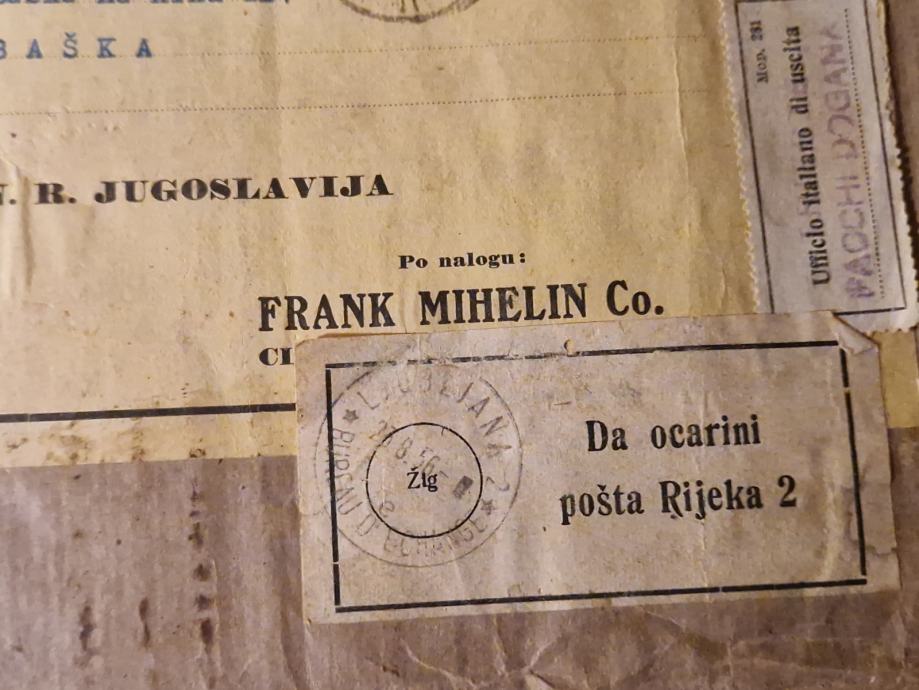 BAŠKA
N. R. JUGOSLAVIJA
Po nalogu:
FRANK MIHELIN Co.
Da ocarini
pošta Rijeka 2
Žig
LJUBLJANA 2
BUREAU D'ECHANGE
Mod. 281
Ufficio italiano di uscita
PACCHI DOGANA